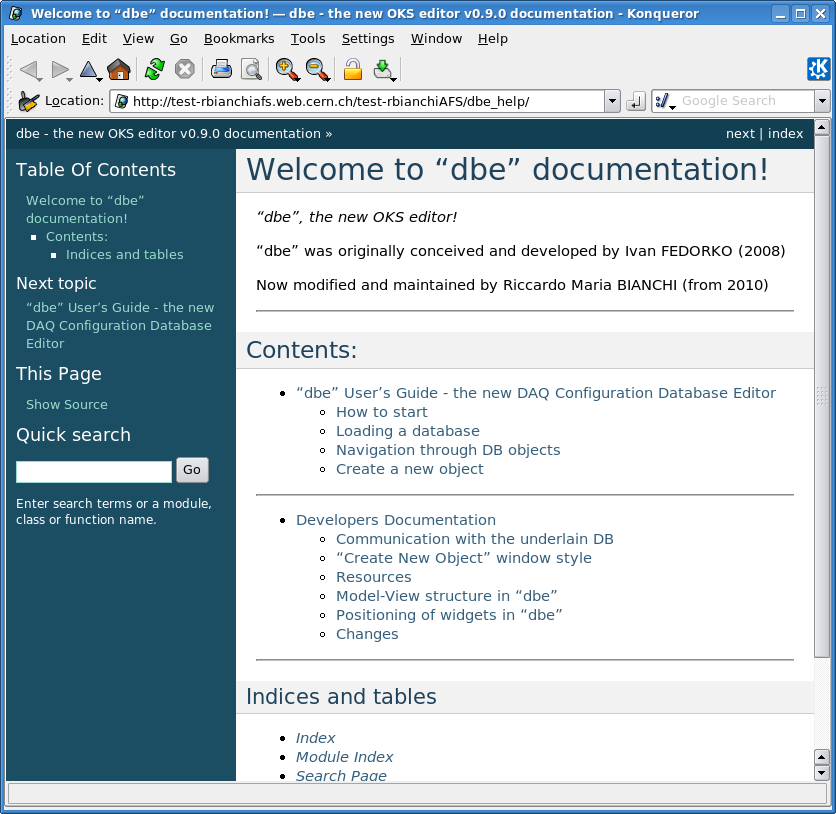 Welcome to “dbe” documentation! — dbe - the new OKS editor v0.9.0 documentation - Konqueror
Location Edit View Go Bookmarks Tools Settings Window Help
Location: http://test-rbianchiafs.web.cern.ch/test-rbianchiAFS/dbe_help/ Google Search
dbe - the new OKS editor v0.9.0 documentation » next | index
Table Of Contents
Welcome to “dbe”
documentation!
Contents:
Indices and tables
Next topic
“dbe” User’s Guide - the new
DAQ Configuration Database
Editor
This Page
Show Source
Quick search
Go
Enter search terms or a module,
class or function name.
Welcome to “dbe” documentation!
“dbe”, the new OKS editor!
“dbe” was originally conceived and developed by Ivan FEDORKO (2008)
Now modified and maintained by Riccardo Maria BIANCHI (from 2010)
Contents:
“dbe” User’s Guide - the new DAQ Configuration Database Editor
How to start
Loading a database
Navigation through DB objects
Create a new object
Developers Documentation
Communication with the underlain DB
“Create New Object” window style
Resources
Model-View structure in “dbe”
Positioning of widgets in “dbe”
Changes
Indices and tables
Index
Module Index
Search Page